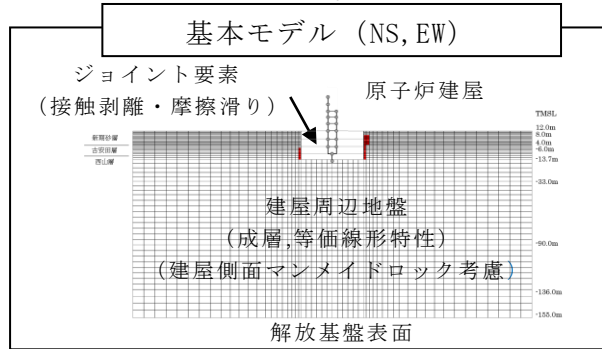 基本モデル (NS,EW)
ジョイント要素
(接触剥離・摩擦滑り)
原子炉建屋
TMSL
12.0m
8.0m
4.0m
-6.0m
-13.7m
-33.0m
-90.0m
-136.0m
-155.0m
新期砂層
古安田層
西山層
建屋周辺地盤
(成層,等価線形特性)
(建屋側面マンメイドロック考慮)
解放基盤表面